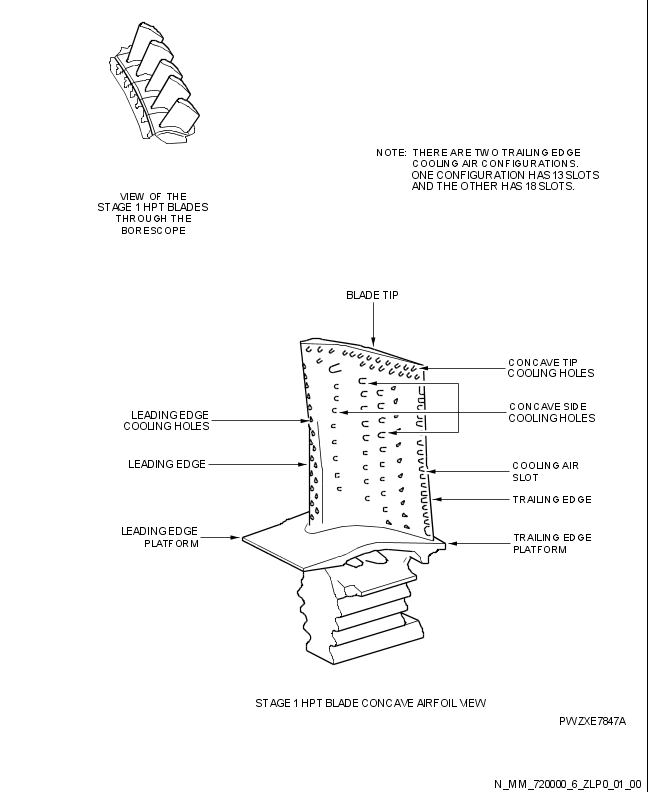 NOTE: THERE ARE TWO TRAILING EDGE
COOLING AIR CONFIGURATIONS.
ONE CONFIGURATION HAS 13 SLOTS
AND THE OTHER HAS 18 SLOTS.
VIEW OF THE
STAGE 1 HPT BLADES
THROUGH THE
BORESCOPE
BLADE TIP
CONCAVE TIP
COOLING HOLES
CONCAVE SIDE
COOLING HOLES
LEADING EDGE
COOLING HOLES
LEADING EDGE
COOLING AIR
SLOT
TRAILING EDGE
LEADING EDGE
PLATFORM
TRAILING EDGE
PLATFORM
STAGE 1 HPT BLADE CONCAVE AIRFOIL VIEW
PWZXE7847A
N_MM_720000_6_ZLP0_01_00